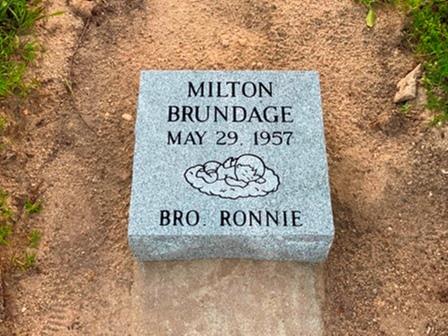 MILTON
BRUNDAGE
MAY 29. 1957
BRO. RONNIE